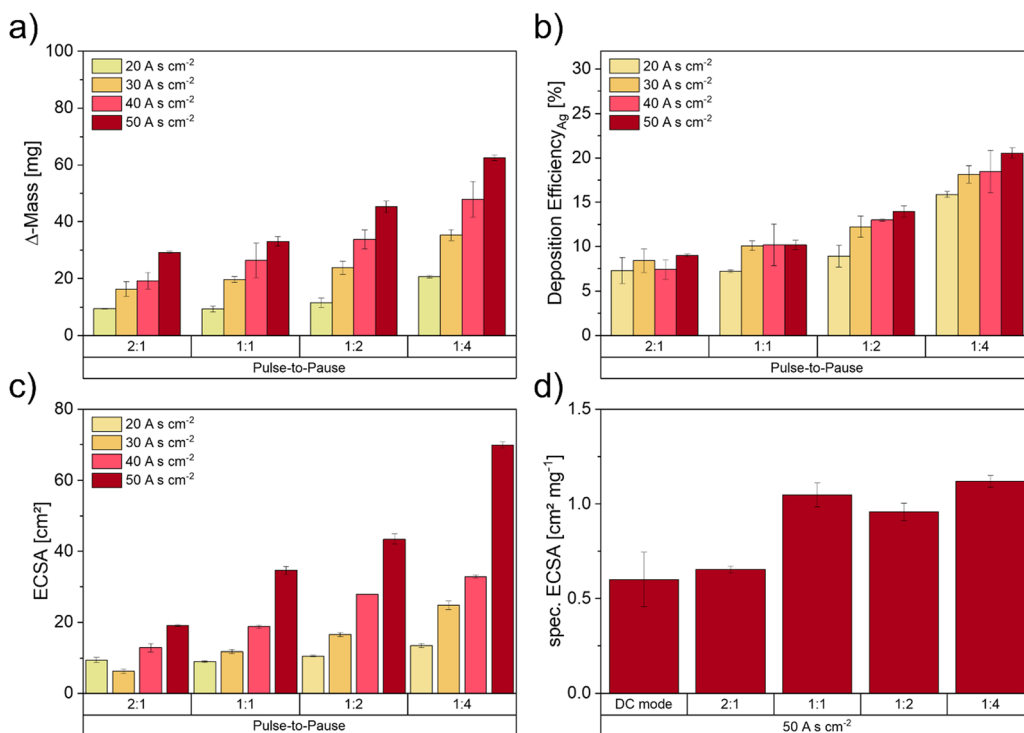 a)
100
80
60
40
20
0
Δ-Mass [mg]
20 A s cm⁻²
30 A s cm⁻²
40 A s cm⁻²
50 A s cm⁻²
2:1 1:1 1:2 1:4
Pulse-to-Pause
b)
30
25
20
15
10
5
0
Deposition Efficiency_Ag [%]
20 A s cm⁻²
30 A s cm⁻²
40 A s cm⁻²
50 A s cm⁻²
2:1 1:1 1:2 1:4
Pulse-to-Pause
c)
80
60
40
20
0
ECSA [cm²]
20 A s cm⁻²
30 A s cm⁻²
40 A s cm⁻²
50 A s cm⁻²
2:1 1:1 1:2 1:4
Pulse-to-Pause
d)
1.5
1.0
0.5
0.0
spec. ECSA [cm² mg⁻¹]
DC mode 2:1 1:1 1:2 1:4
50 A s cm⁻²